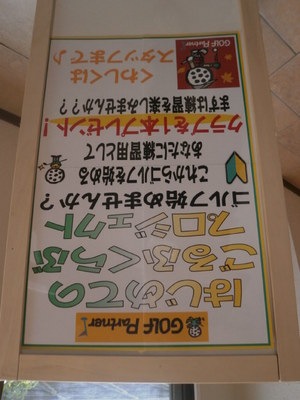 GOLF Partner
はじめての
ごるふくらぶ
プロジェクト
ゴルフ始めませんか?
これからゴルフを始める
あなたに練習用として
クラブを1本プレゼント!
まずは練習を楽しみませんか??
くわしくは
スタッフまで♪
GOLF Partner